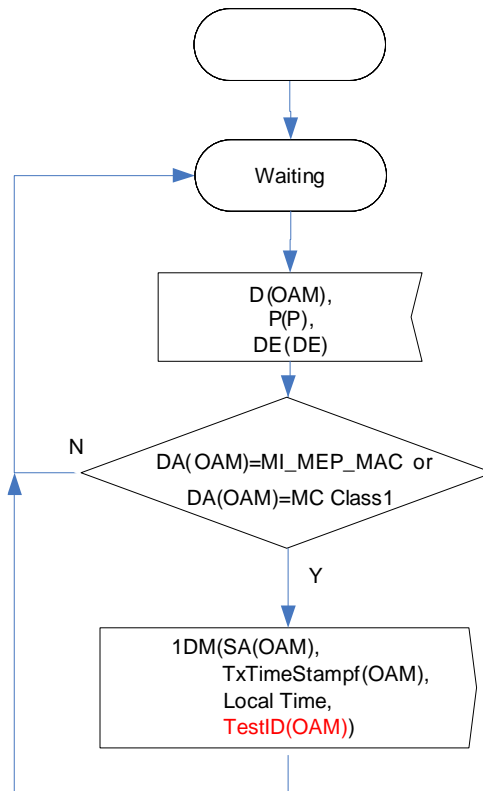 Waiting
D(OAM),
P(P),
DE(DE)
N
DA(OAM)=MI_MEP_MAC or
DA(OAM)=MC Class1
Y
1DM(SA(OAM),
TxTimeStampf(OAM),
Local Time,
TestID(OAM))